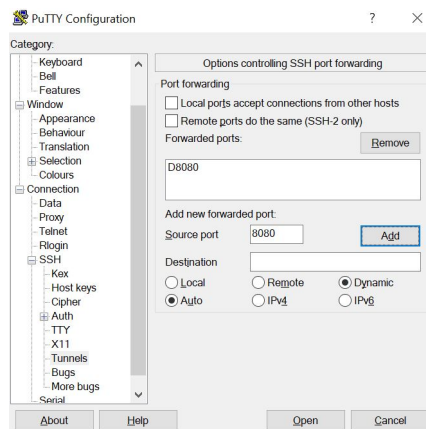 PuTTY Configuration ? ×
Category:
Keyboard
Bell
Features
Window
Appearance
Behaviour
Translation
Selection
Colours
Connection
Data
Proxy
Telnet
Rlogin
SSH
Kex
Host keys
Cipher
Auth
TTY
X11
Tunnels
Bugs
More bugs
Serial
Options controlling SSH port forwarding
Port forwarding
Local ports accept connections from other hosts
Remote ports do the same (SSH-2 only)
Forwarded ports: Remove
D8080
Add new forwarded port:
Source port 8080 Add
Destination
Local Remote Dynamic
Auto IPv4 IPv6
About Help Open Cancel